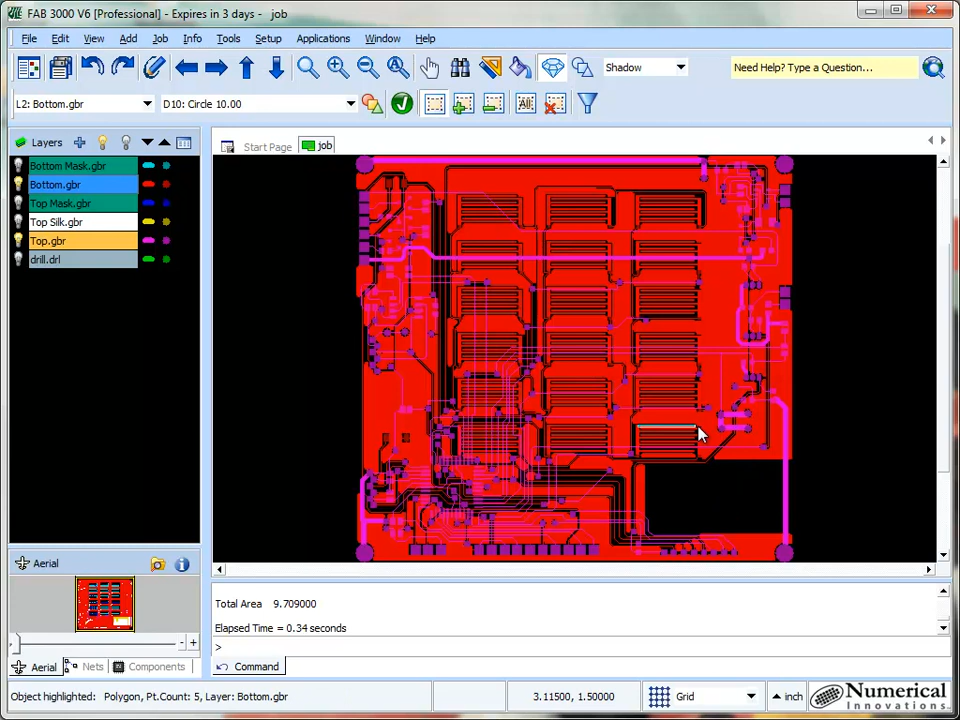 FAB 3000 V6 [Professional] - Expires in 3 days -   job
File Edit View Add Job Info Tools Setup Applications Window Help
Shadow
Need Help? Type a Question...
L2: Bottom.gbr
D10: Circle 10.00
All
Layers
Start Page
job
Bottom Mask.gbr
Bottom.gbr
Top Mask.gbr
Top Silk.gbr
Top.gbr
drill.drl
Aerial
Total Area   9.709000
Elapsed Time = 0.34 seconds
>
- +
Aerial Nets Components
Command
Object highlighted:   Polygon, Pt.Count: 5, Layer: Bottom.gbr
3.11500, 1.50000
Grid
inch
Numerical
Innovations